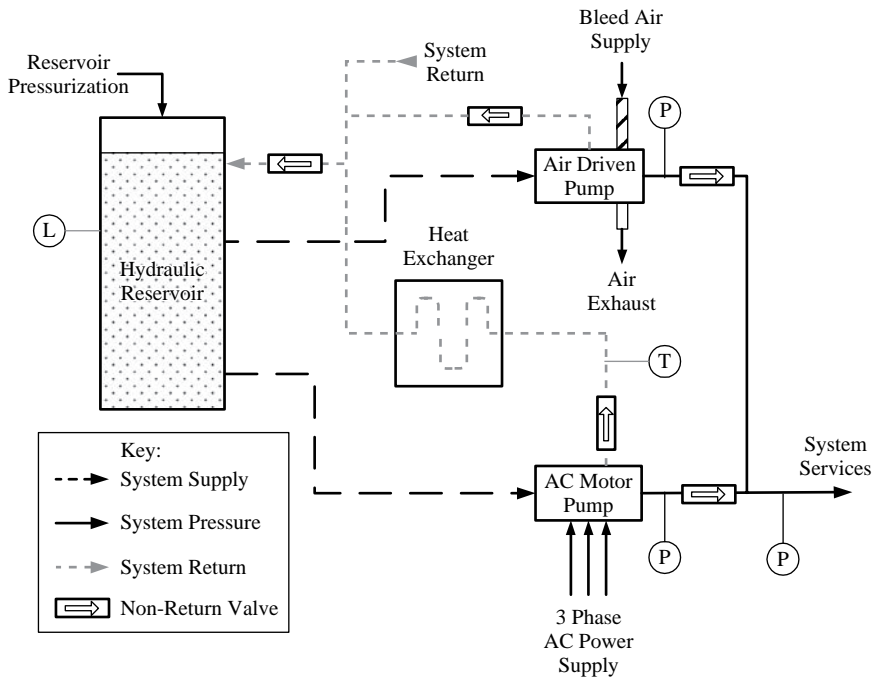 Bleed Air
Supply
System
Return
Reservoir
Pressurization
P
Air Driven
Pump
L
Heat
Exchanger
Air
Exhaust
Hydraulic
Reservoir
T
Key:
System Supply
System Pressure
System Return
Non-Return Valve
AC Motor
Pump
System
Services
P
P
3 Phase
AC Power
Supply